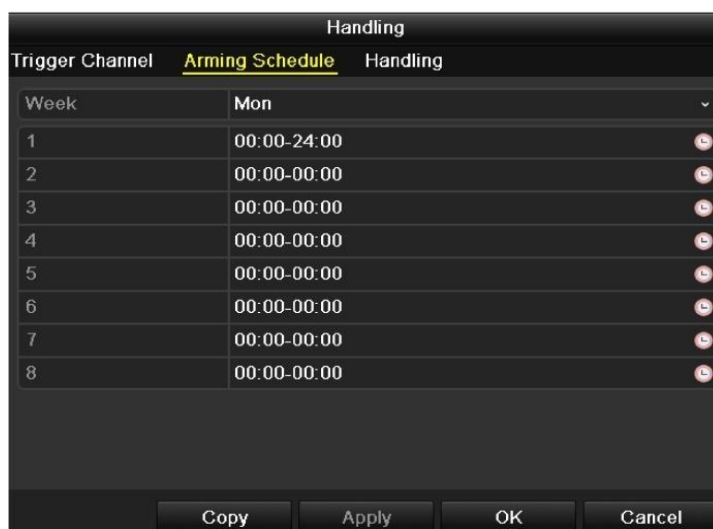 Handling
Trigger Channel Arming Schedule Handling
Week Mon
1 00:00-24:00
2 00:00-00:00
3 00:00-00:00
4 00:00-00:00
5 00:00-00:00
6 00:00-00:00
7 00:00-00:00
8 00:00-00:00
Copy Apply OK Cancel